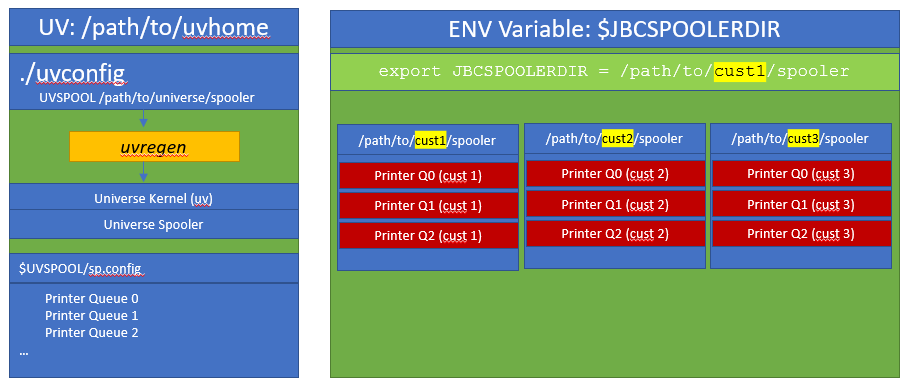 UV: /path/to/uvhome
./uvconfig
UVSPOOL /path/to/universe/spooler
uvregen
Universe Kernel (uv)
Universe Spooler
$UVSPOOL/sp.config
Printer Queue 0
Printer Queue 1
Printer Queue 2
...
ENV Variable: $JBCSPOOLERDIR
export JBCSPOOLERDIR = /path/to/cust1/spooler
/path/to/cust1/spooler
Printer Q0 (cust 1)
Printer Q1 (cust 1)
Printer Q2 (cust 1)
/path/to/cust2/spooler
Printer Q0 (cust 2)
Printer Q1 (cust 2)
Printer Q2 (cust 2)
/path/to/cust3/spooler
Printer Q0 (cust 3)
Printer Q1 (cust 3)
Printer Q2 (cust 3)